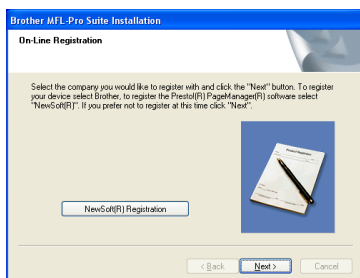 Brother MFL-Pro Suite Installation
On-Line Registration
Select the company you would like to register with and click the "Next" button. To register
your device select Brother, to register the Presto!(R) PageManager(R) software select
"NewSoft(R)". If you prefer not to register at this time click "Next".
NewSoft(R) Registration
< Back
Next >
Cancel